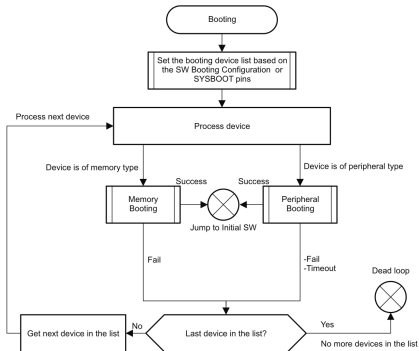 Booting
Set the booting device list based on
the SW Booting Configuration or
SYSBOOT pins
Process next device
Process device
Device is of memory type
Device is of peripheral type
Success
Success
Memory
Booting
Peripheral
Booting
Jump to Initial SW
Fail
-Fail
-Timeout
Dead loop
Get next device in the list
No
Last device in the list?
Yes
No more devices in the list